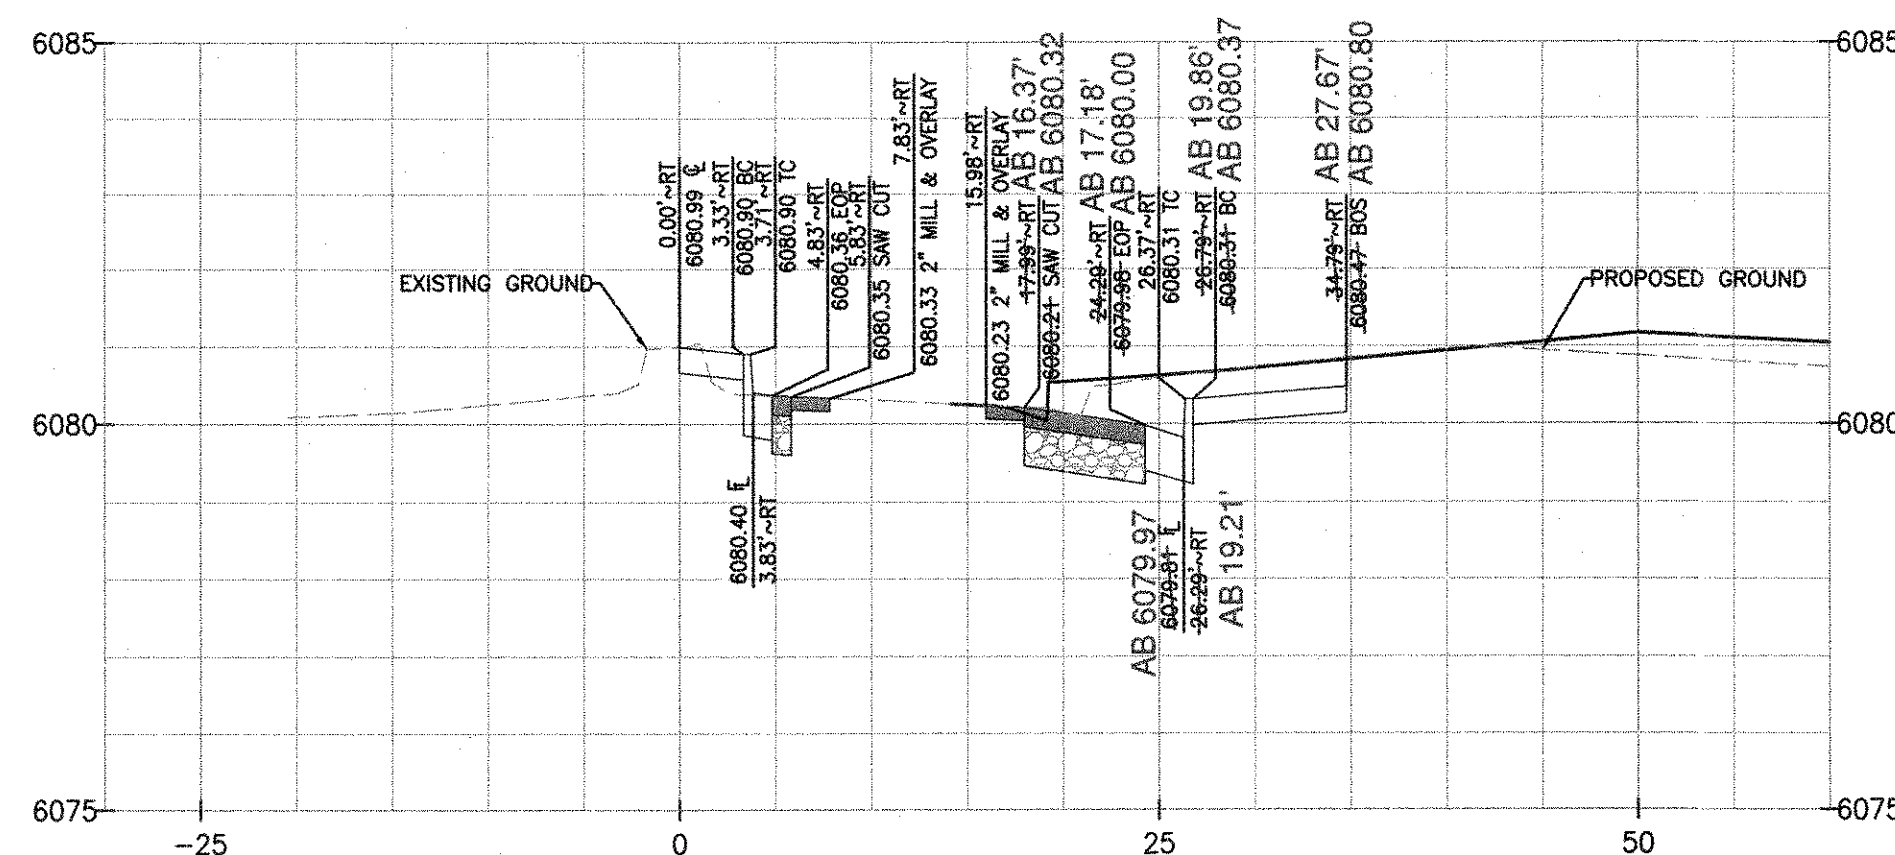 6085
6085
0.00'~RT
6080.99 ℄
3.33'~RT
6080.90 BC
3.71'~RT
6080.90 TC
4.83'~RT
6080.36 EOP
5.83'~RT
6080.35 SAW CUT
7.83'~RT
6080.33 2" MILL & OVERLAY
15.98'~RT
6080.23 2" MILL & OVERLAY
17.99'~RT AB 16.37'
6080.21 SAW CUT AB 6080.32
24.29'~RT AB 17.18'
6079.98 EOP AB 6080.00
26.37'~RT
6080.31 TC
26.79'~RT AB 19.86'
6080.31 BC AB 6080.37
34.79'~RT AB 27.67'
6080.47 BOS AB 6080.80
EXISTING GROUND
PROPOSED GROUND
6080
6080
6080.40 FL
3.83'~RT
AB 6079.97
6079.81 FL
26.29'~RT
AB 19.21'
6075
6075
-25
0
25
50